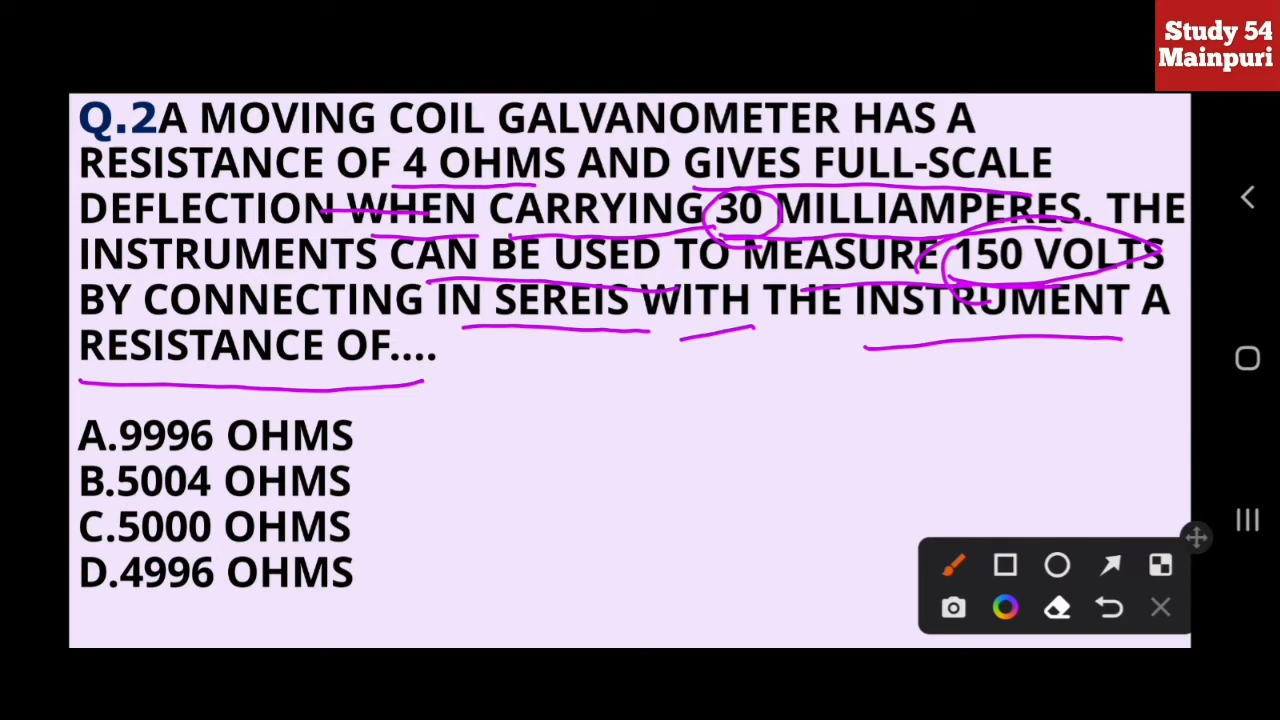 Study 54
Mainpuri
Q.2A MOVING COIL GALVANOMETER HAS A
RESISTANCE OF 4 OHMS AND GIVES FULL-SCALE
DEFLECTION WHEN CARRYING 30 MILLIAMPERES. THE
INSTRUMENTS CAN BE USED TO MEASURE 150 VOLTS
BY CONNECTING IN SEREIS WITH THE INSTRUMENT A
RESISTANCE OF....
A.9996 OHMS
B.5004 OHMS
C.5000 OHMS
D.4996 OHMS